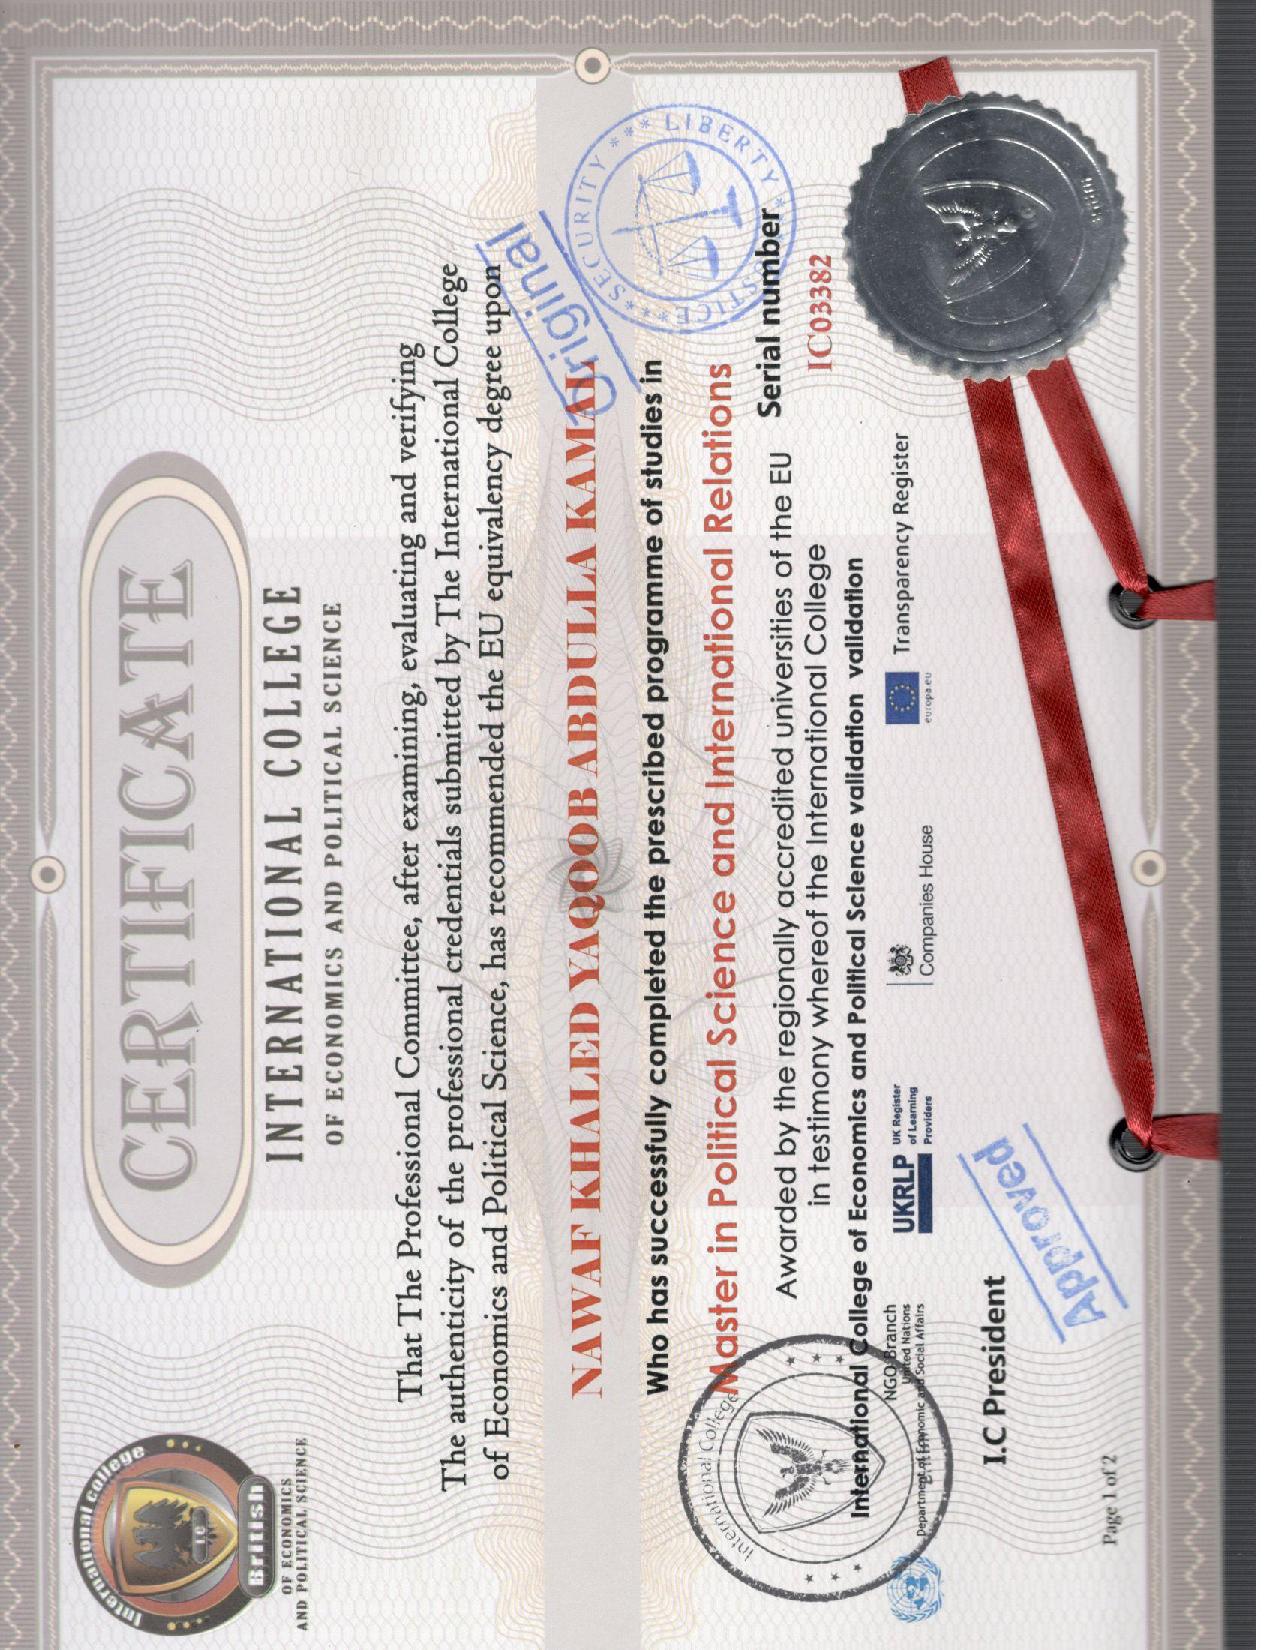 International college
I.C
British
OF ECONOMICS
AND POLITICAL SCIENCE
CERTIFICATE
INTERNATIONAL COLLEGE
OF ECONOMICS AND POLITICAL SCIENCE
That The Professional Committee, after examining, evaluating and verifying
The authenticity of the professional credentials submitted by The International College
of Economics and Political Science, has recommended the EU equivalency degree upon
Original
NAWAF KHALED YAQOOB ABDULLA KAMAL
SECURITY *** LIBERTY *** JUSTICE ***
Who has successfully completed the prescribed programme of studies in
International College
Master in Political Science and International Relations
Awarded by the regionally accredited universities of the EU
in testimony whereof the International College
Serial number
IC03382
International College of Economics and Political Science validation validation
NGO Branch
United Nations
Department of Economic and Social Affairs
British
UKRLP
UK Register
of Learning
Providers
Companies House
europa.eu
Transparency Register
I.C President
Approved
Page 1 of 2